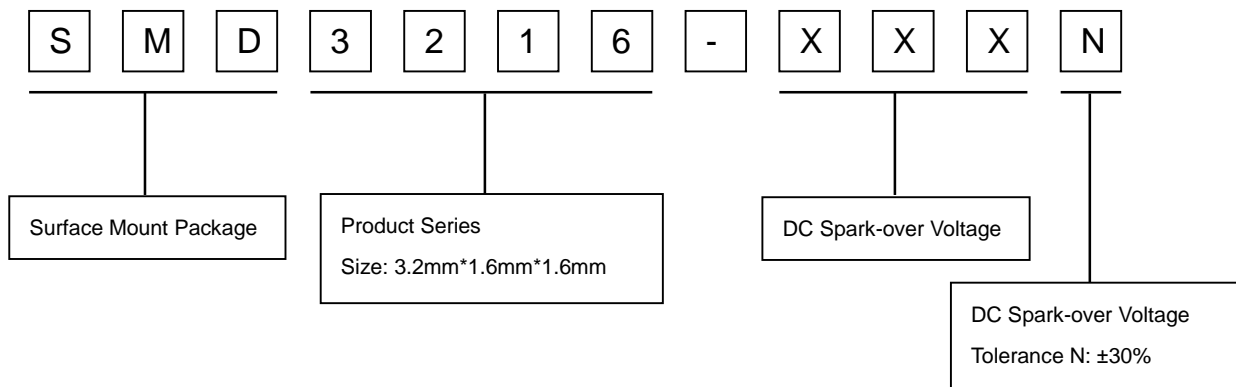 S M D 3 2 1 6 - X X X N
Surface Mount Package
Product Series
Size: 3.2mm*1.6mm*1.6mm
DC Spark-over Voltage
DC Spark-over Voltage
Tolerance N: ±30%